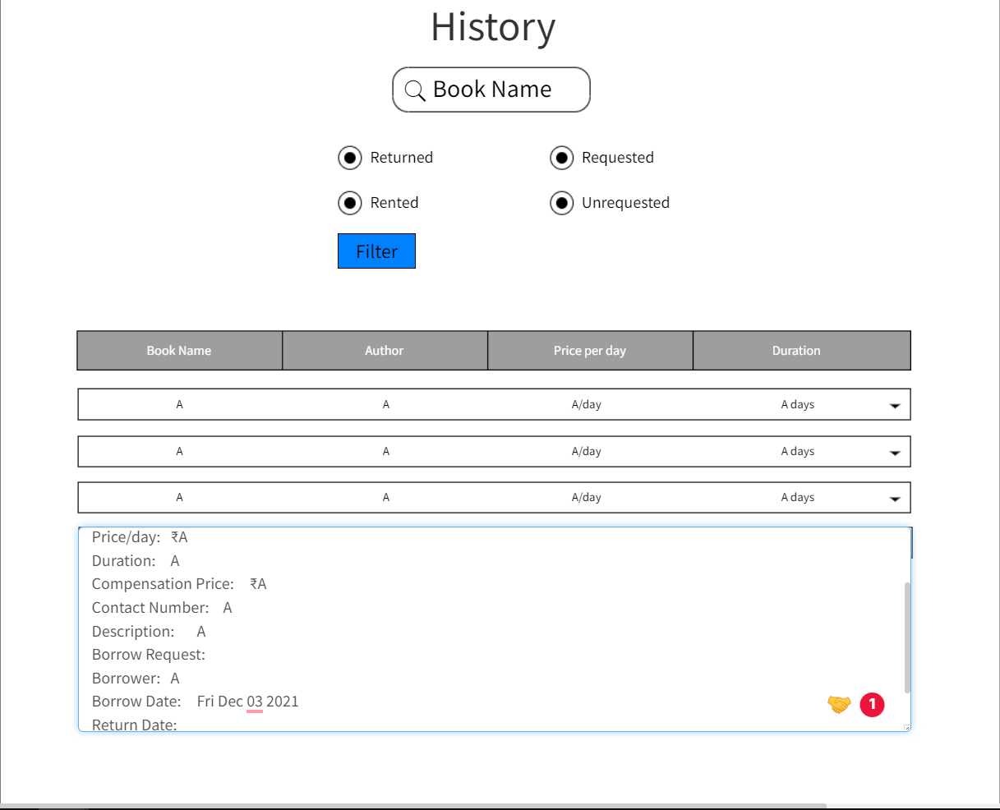 History
Book Name
Returned
Requested
Rented
Unrequested
Filter
Book Name Author Price per day Duration
A A A/day A days
A A A/day A days
A A A/day A days
Price/day: ₹A
Duration: A
Compensation Price: ₹A
Contact Number: A
Description: A
Borrow Request:
Borrower: A
Borrow Date: Fri Dec 03 2021
1
Return Date: